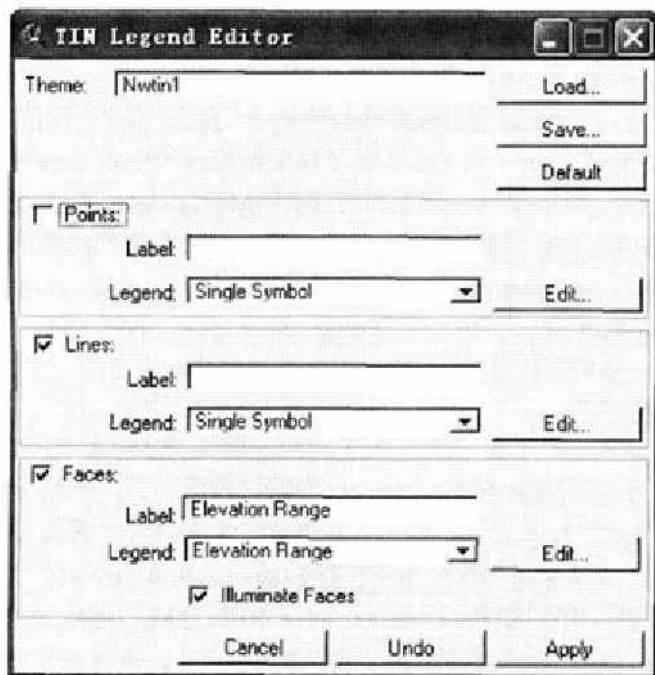 TIN Legend Editor
Theme: Nwtin1 Load...
Save...
Default
Points:
Label:
Legend: Single Symbol Edit...
Lines:
Label:
Legend: Single Symbol Edit...
Faces:
Label: Elevation Range
Legend: Elevation Range Edit...
Illuminate Faces
Cancel Undo Apply